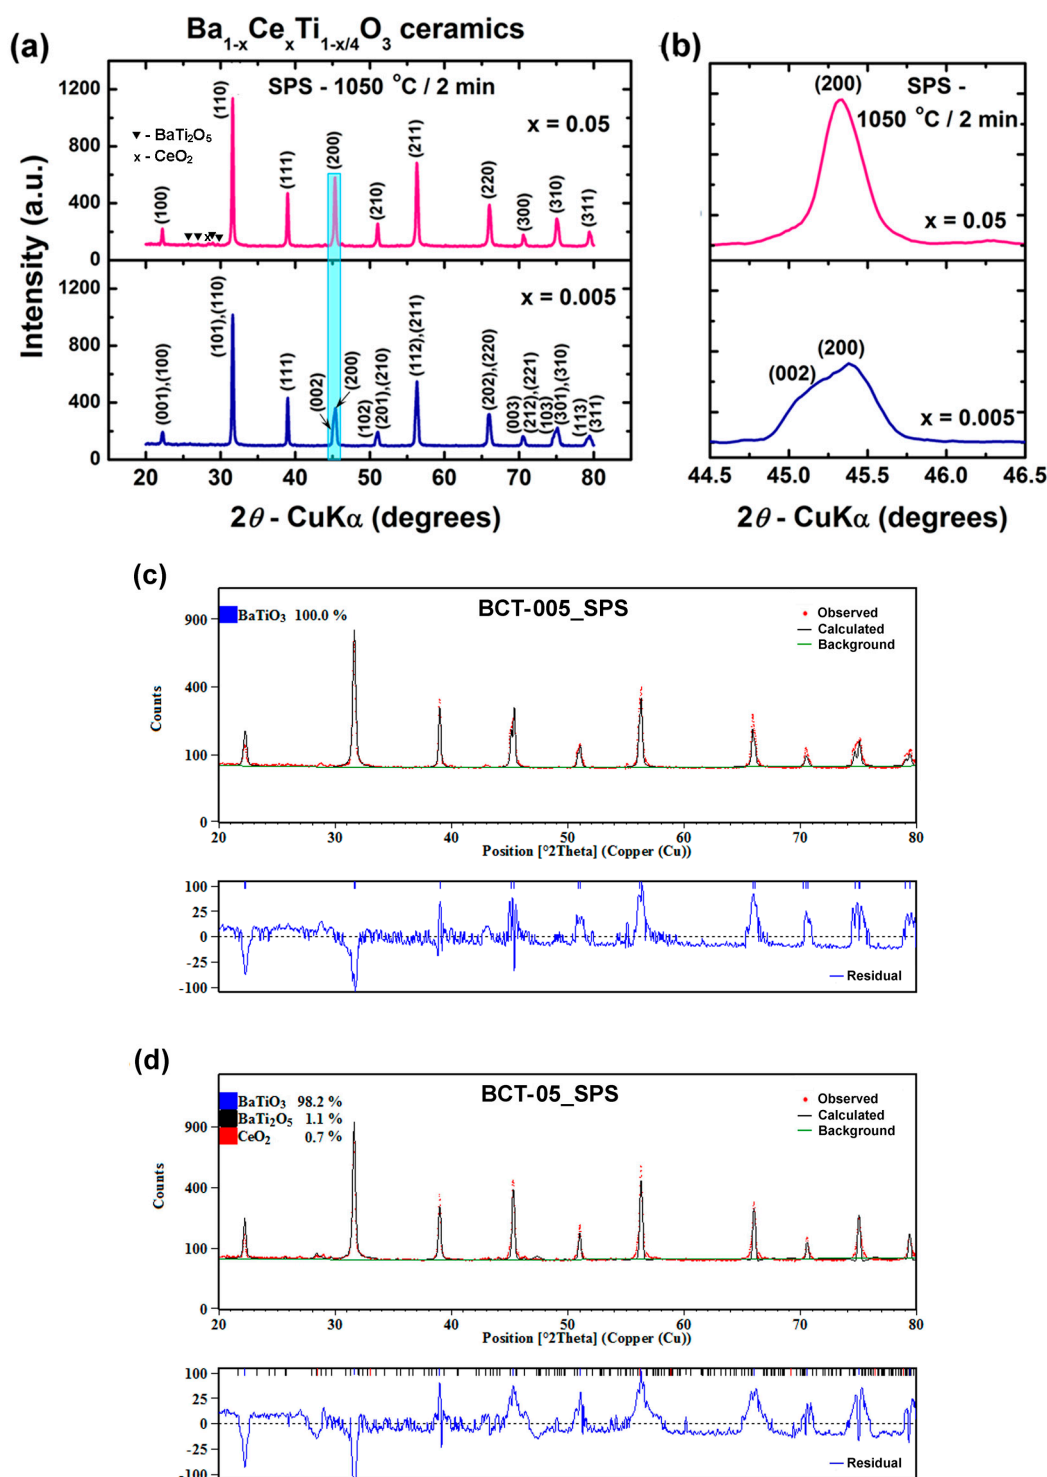 (a)
Ba1-xCexTi1-x/4O3 ceramics
SPS - 1050 °C / 2 min
x = 0.05
▼ - BaTi2O5
x - CeO2
(100)
(110)
(111)
(200)
(210)
(211)
(220)
(300)
(310)
(311)
x
1200
800
400
0
x = 0.005
(001),(100)
(101),(110)
(111)
(002)
(200)
(102)
(201),(210)
(112),(211)
(202),(220)
(003)
(212),(221)
(103)
(301),(310)
(113)
(311)
1200
800
400
0
Intensity (a.u.)
20 30 40 50 60 70 80
2θ - CuKα (degrees)
(b)
(200)
SPS -
1050 °C / 2 min
x = 0.05
(200)
(002)
x = 0.005
44.5 45.0 45.5 46.0 46.5
2θ - CuKα (degrees)
(c)
BCT-005_SPS
BaTiO3 100.0 %
Observed
Calculated
Background
900
400
100
0
Counts
20 30 40 50 60 70 80
Position [°2Theta] (Copper (Cu))
100
25
0
-25
-100
Residual
(d)
BCT-05_SPS
BaTiO3 98.2 %
BaTi2O5 1.1 %
CeO2 0.7 %
Observed
Calculated
Background
900
400
100
0
Counts
20 30 40 50 60 70 80
Position [°2Theta] (Copper (Cu))
100
25
0
-25
-100
Residual